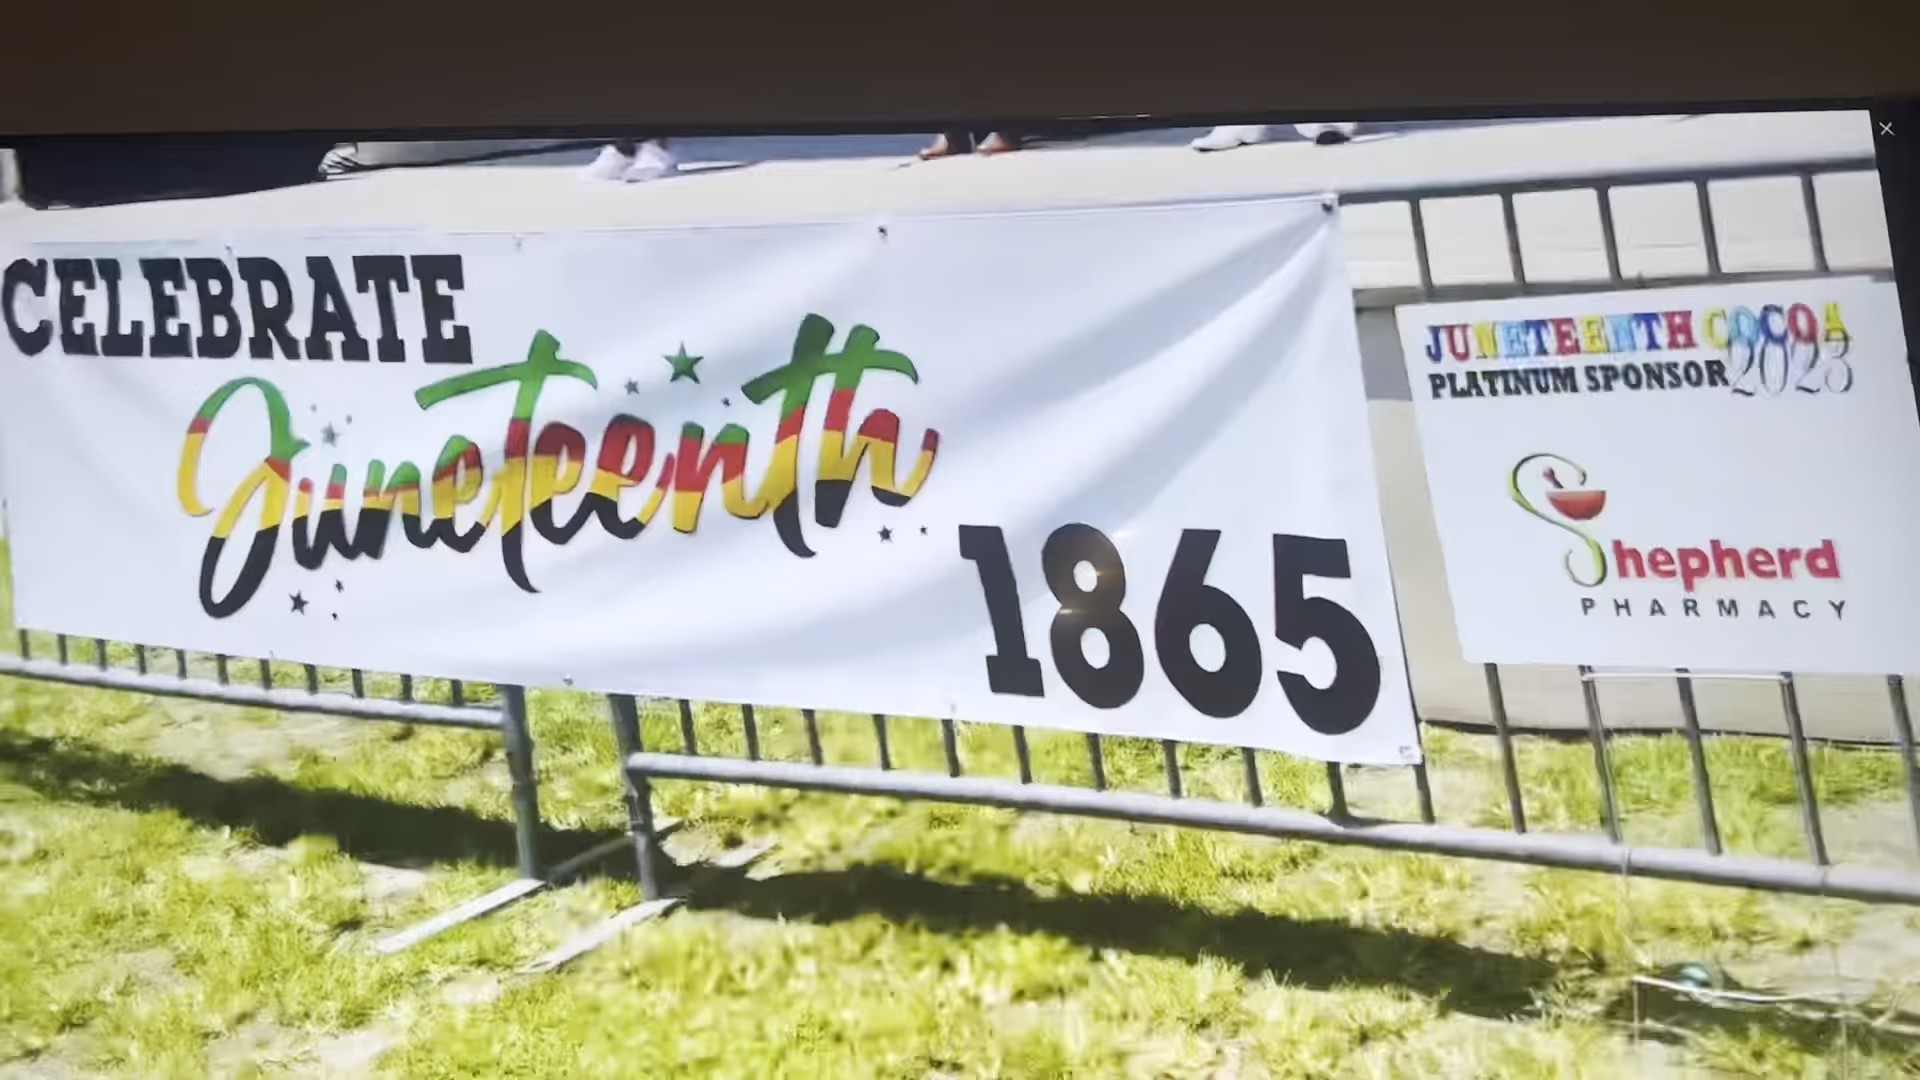 CELEBRATE
Juneteenth
1865
JUNETEENTH COCOA
PLATINUM SPONSOR 2023
Shepherd
PHARMACY